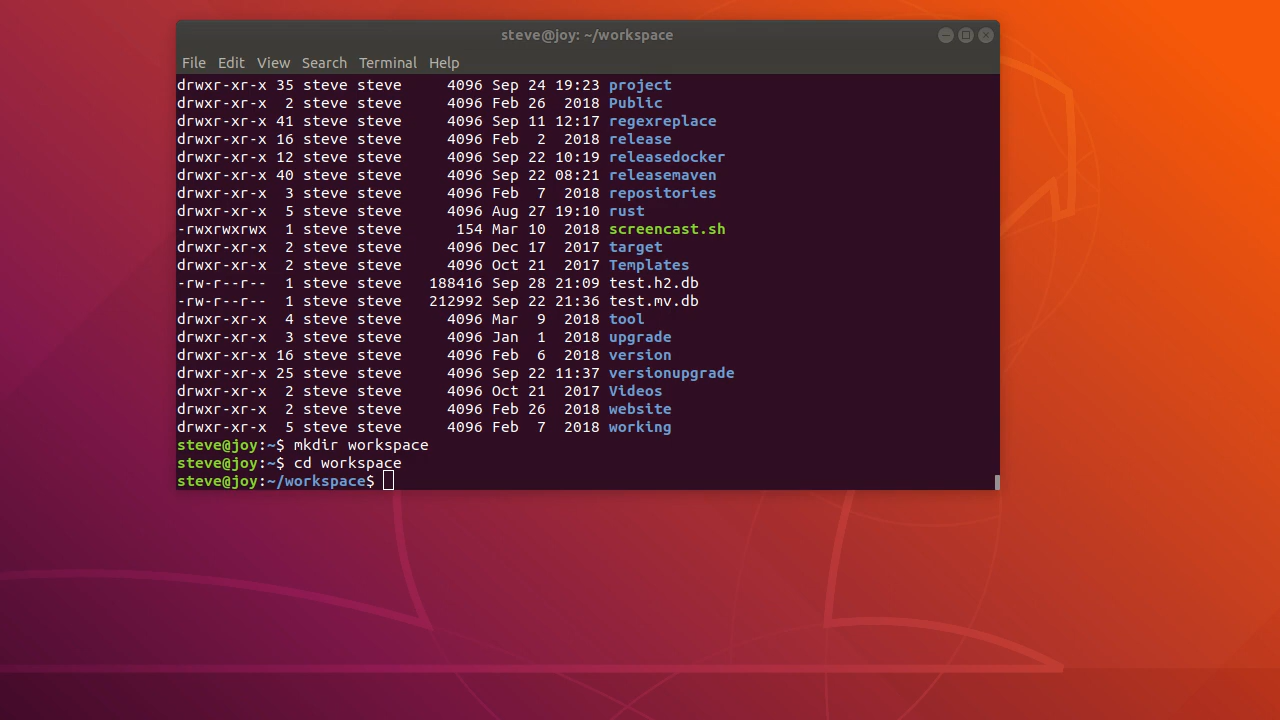 steve@joy: ~/workspace
File Edit View Search Terminal Help
drwxr-xr-x 35 steve steve     4096 Sep 24 19:23 project
drwxr-xr-x  2 steve steve     4096 Feb 26  2018 Public
drwxr-xr-x 41 steve steve     4096 Sep 11 12:17 regexreplace
drwxr-xr-x 16 steve steve     4096 Feb  2  2018 release
drwxr-xr-x 12 steve steve     4096 Sep 22 10:19 releasedocker
drwxr-xr-x 40 steve steve     4096 Sep 22 08:21 releasemaven
drwxr-xr-x  3 steve steve     4096 Feb  7  2018 repositories
drwxr-xr-x  5 steve steve     4096 Aug 27 19:10 rust
-rwxrwxrwx  1 steve steve      154 Mar 10  2018 screencast.sh
drwxr-xr-x  2 steve steve     4096 Dec 17  2017 target
drwxr-xr-x  2 steve steve     4096 Oct 21  2017 Templates
-rw-r--r--  1 steve steve   188416 Sep 28 21:09 test.h2.db
-rw-r--r--  1 steve steve   212992 Sep 22 21:36 test.mv.db
drwxr-xr-x  4 steve steve     4096 Mar  9  2018 tool
drwxr-xr-x  3 steve steve     4096 Jan  1  2018 upgrade
drwxr-xr-x 16 steve steve     4096 Feb  6  2018 version
drwxr-xr-x 25 steve steve     4096 Sep 22 11:37 versionupgrade
drwxr-xr-x  2 steve steve     4096 Oct 21  2017 Videos
drwxr-xr-x  2 steve steve     4096 Feb 26  2018 website
drwxr-xr-x  5 steve steve     4096 Feb  7  2018 working
steve@joy:~$ mkdir workspace
steve@joy:~$ cd workspace
steve@joy:~/workspace$